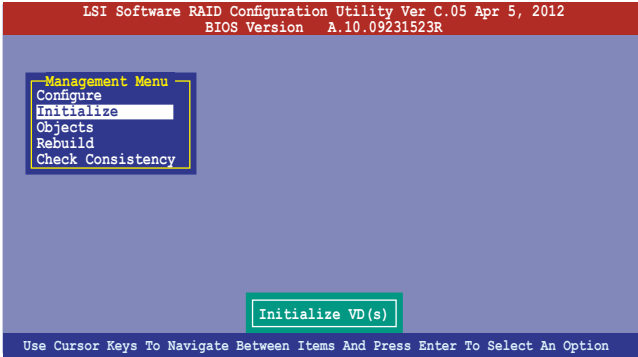 LSI Software RAID Configuration Utility Ver C.05 Apr 5, 2012
BIOS Version A.10.09231523R
Management Menu
Configure
Initialize
Objects
Rebuild
Check Consistency
Initialize VD(s)
Use Cursor Keys To Navigate Between Items And Press Enter To Select An Option